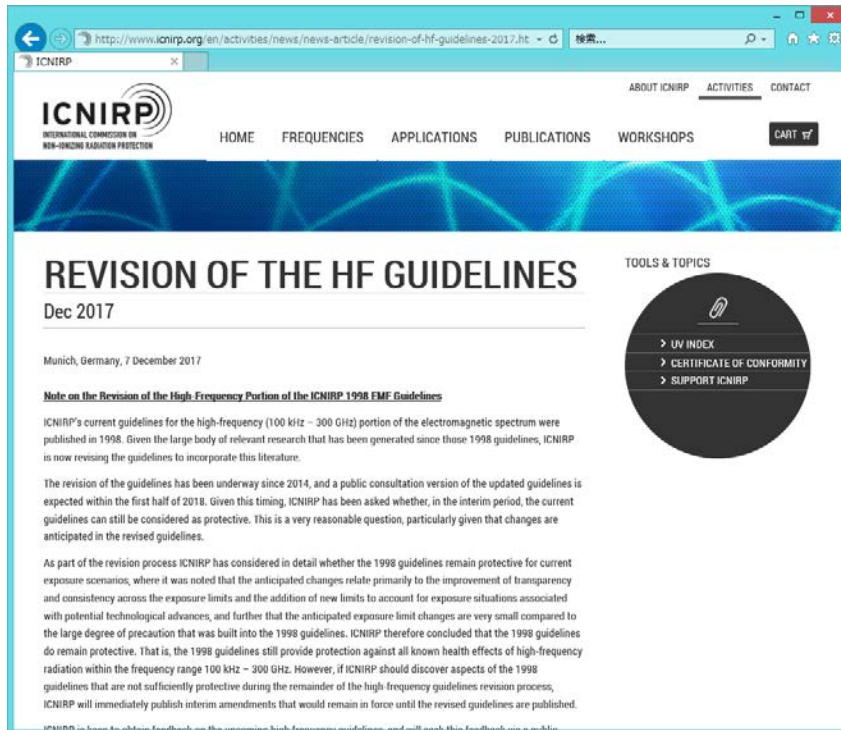 http://www.icnirp.org/en/activities/news/news-article/revision-of-hf-guidelines-2017.ht
検索...
ICNIRP
ABOUT ICNIRP ACTIVITIES CONTACT
ICNIRP
INTERNATIONAL COMMISSION ON
NON-IONIZING RADIATION PROTECTION
HOME FREQUENCIES APPLICATIONS PUBLICATIONS WORKSHOPS
CART
REVISION OF THE HF GUIDELINES
Dec 2017
TOOLS & TOPICS
UV INDEX
CERTIFICATE OF CONFORMITY
SUPPORT ICNIRP
Munich, Germany, 7 December 2017
Note on the Revision of the High-Frequency Portion of the ICNIRP 1998 EMF Guidelines
ICNIRP's current guidelines for the high-frequency (100 kHz – 300 GHz) portion of the electromagnetic spectrum were
published in 1998. Given the large body of relevant research that has been generated since those 1998 guidelines, ICNIRP
is now revising the guidelines to incorporate this literature.
The revision of the guidelines has been underway since 2014, and a public consultation version of the updated guidelines is
expected within the first half of 2018. Given this timing, ICNIRP has been asked whether, in the interim period, the current
guidelines can still be considered as protective. This is a very reasonable question, particularly given that changes are
anticipated in the revised guidelines.
As part of the revision process ICNIRP has considered in detail whether the 1998 guidelines remain protective for current
exposure scenarios, where it was noted that the anticipated changes relate primarily to the improvement of transparency
and consistency across the exposure limits and the addition of new limits to account for exposure situations associated
with potential technological advances, and further that the anticipated exposure limit changes are very small compared to
the large degree of precaution that was built into the 1998 guidelines. ICNIRP therefore concluded that the 1998 guidelines
do remain protective. That is, the 1998 guidelines still provide protection against all known health effects of high-frequency
radiation within the frequency range 100 kHz – 300 GHz. However, if ICNIRP should discover aspects of the 1998
guidelines that are not sufficiently protective during the remainder of the high-frequency guidelines revision process,
ICNIRP will immediately publish interim amendments that would remain in force until the revised guidelines are published.